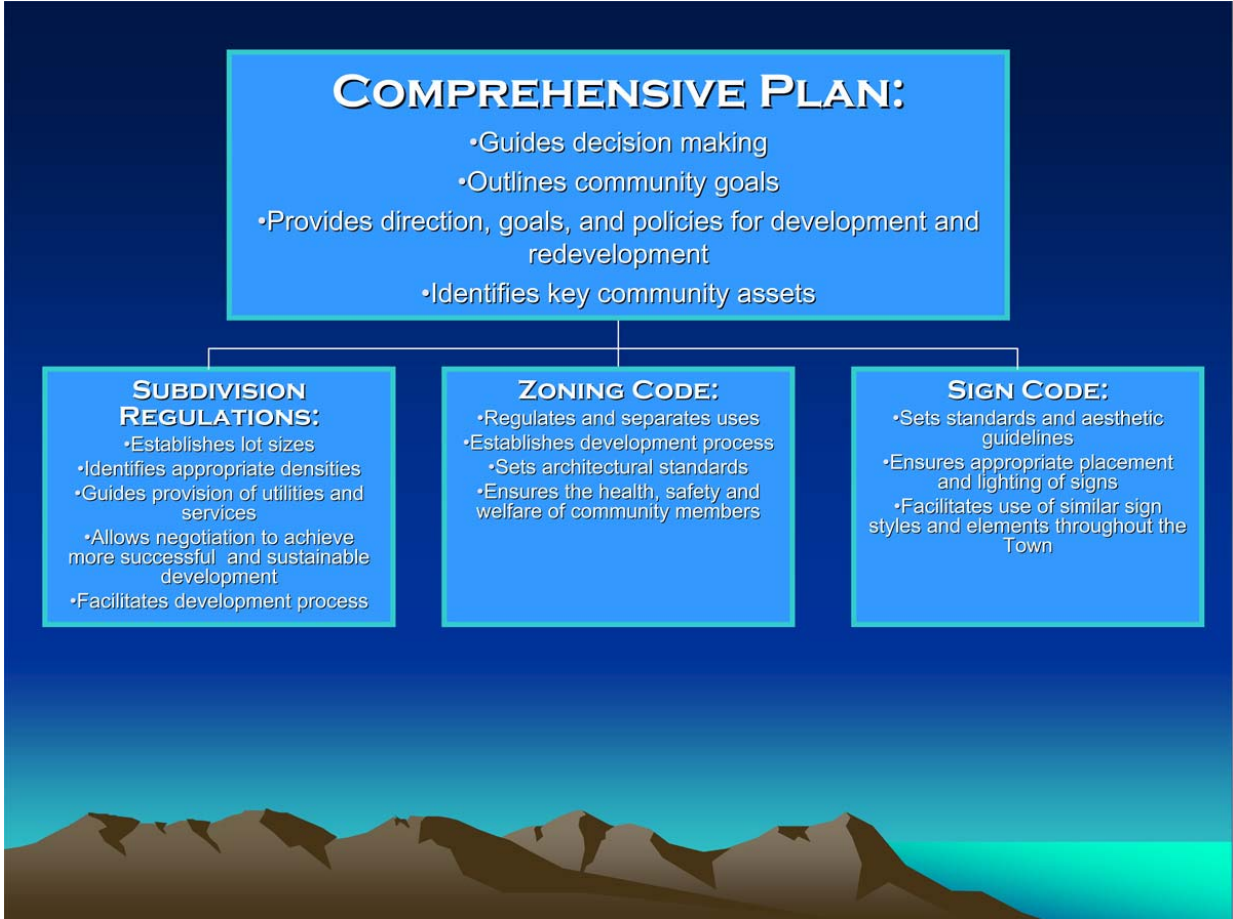 COMPREHENSIVE PLAN:
•Guides decision making
•Outlines community goals
•Provides direction, goals, and policies for development and
redevelopment
•Identifies key community assets
SUBDIVISION
REGULATIONS:
•Establishes lot sizes
•Identifies appropriate densities
•Guides provision of utilities and
services
•Allows negotiation to achieve
more successful and sustainable
development
•Facilitates development process
ZONING CODE:
•Regulates and separates uses
•Establishes development process
•Sets architectural standards
•Ensures the health, safety and
welfare of community members
SIGN CODE:
•Sets standards and aesthetic
guidelines
•Ensures appropriate placement
and lighting of signs
•Facilitates use of similar sign
styles and elements throughout the
Town